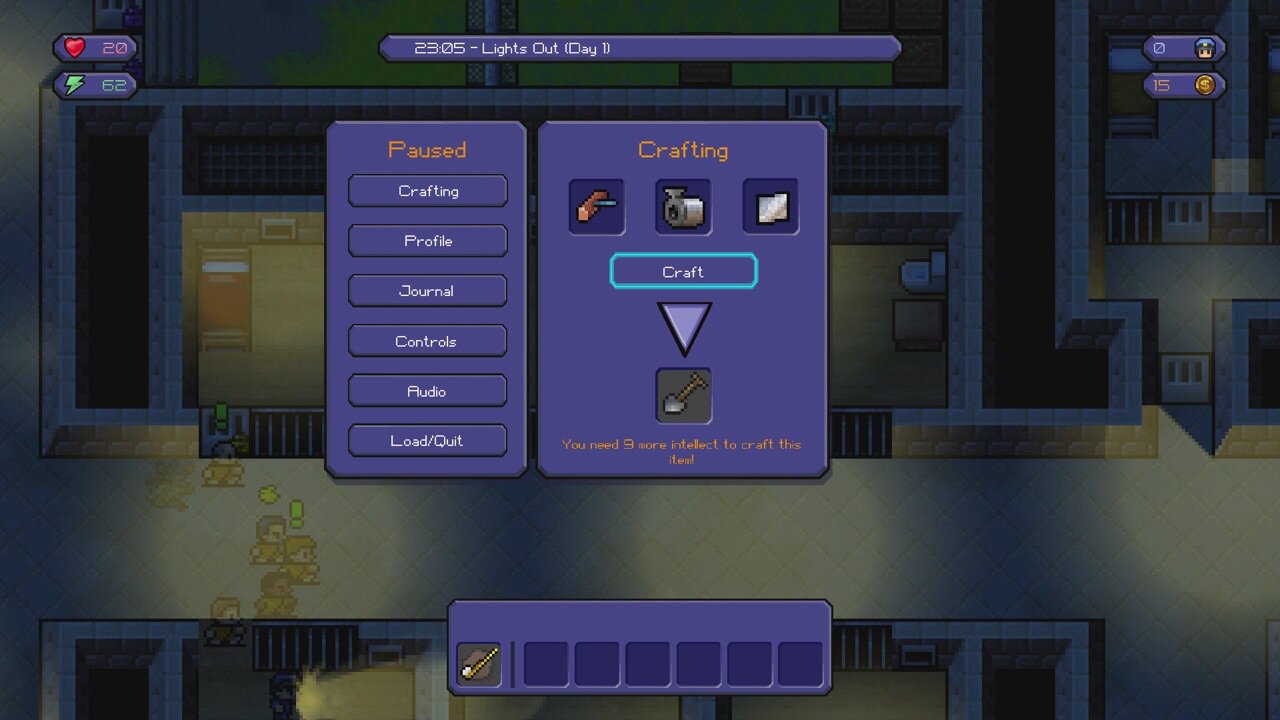 20
23:05 - Lights Out (Day 1)
0
62
15
Paused
Crafting
Profile
Journal
Controls
Audio
Load/Quit
Crafting
Craft
You need 9 more intellect to craft this
item!